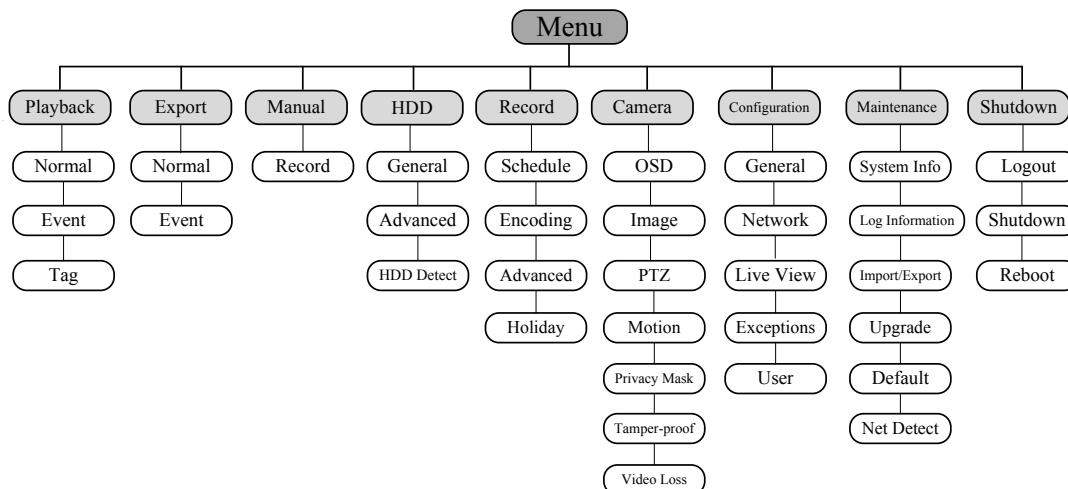 Menu
Playback
Export
Manual
HDD
Record
Camera
Configuration
Maintenance
Shutdown
Normal
Normal
Record
General
Schedule
OSD
General
System Info
Logout
Event
Event
Advanced
Encoding
Image
Network
Log Information
Shutdown
Tag
HDD Detect
Advanced
PTZ
Live View
Import/Export
Reboot
Holiday
Motion
Exceptions
Upgrade
Privacy Mask
User
Default
Tamper-proof
Net Detect
Video Loss